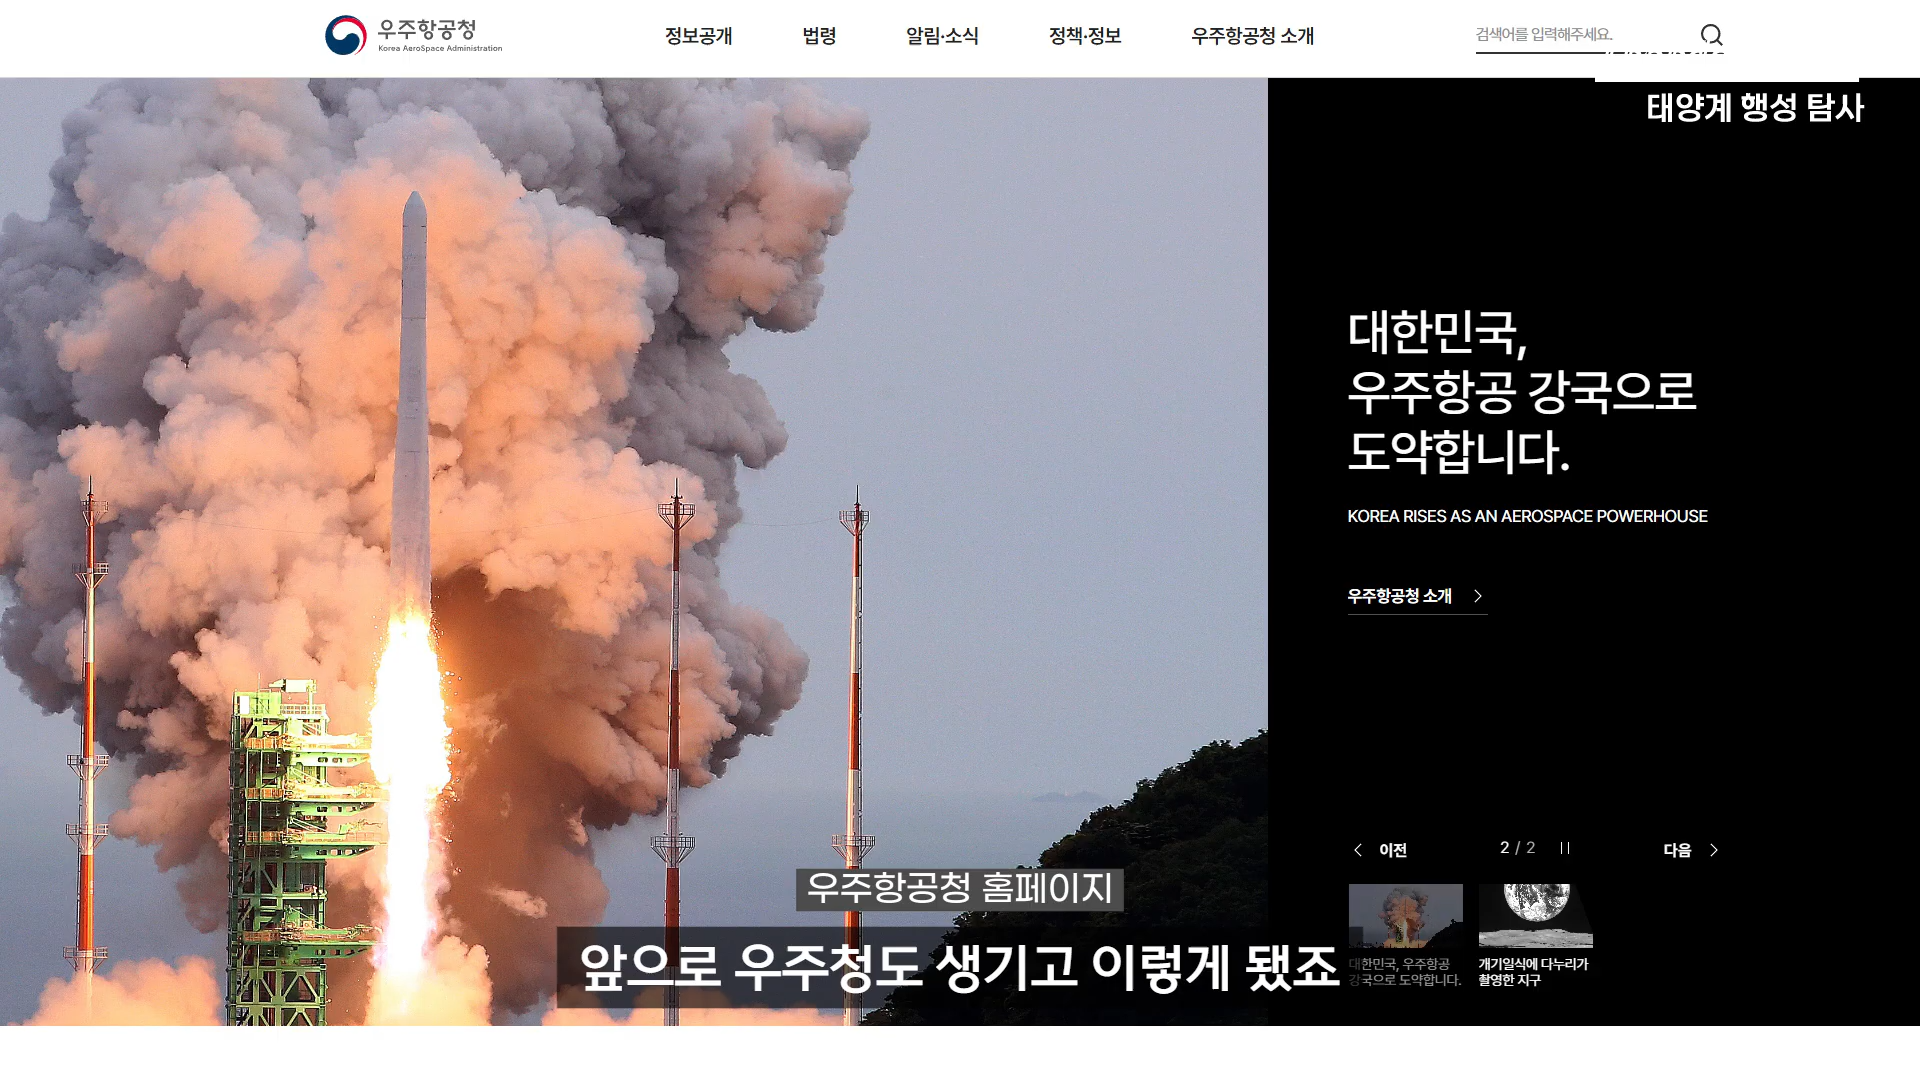 우주항공청
Korea AeroSpace Administration
정보공개
법령
알림·소식
정책·정보
우주항공청 소개
검색어를 입력해주세요.
태양계 행성 탐사
대한민국,
우주항공 강국으로
도약합니다.
KOREA RISES AS AN AEROSPACE POWERHOUSE
우주항공청 소개
이전
2 / 2
다음
대한민국, 우주항공
강국으로 도약합니다.
개기일식에 다누리가
촬영한 지구
우주항공청 홈페이지
앞으로 우주청도 생기고 이렇게 됐죠